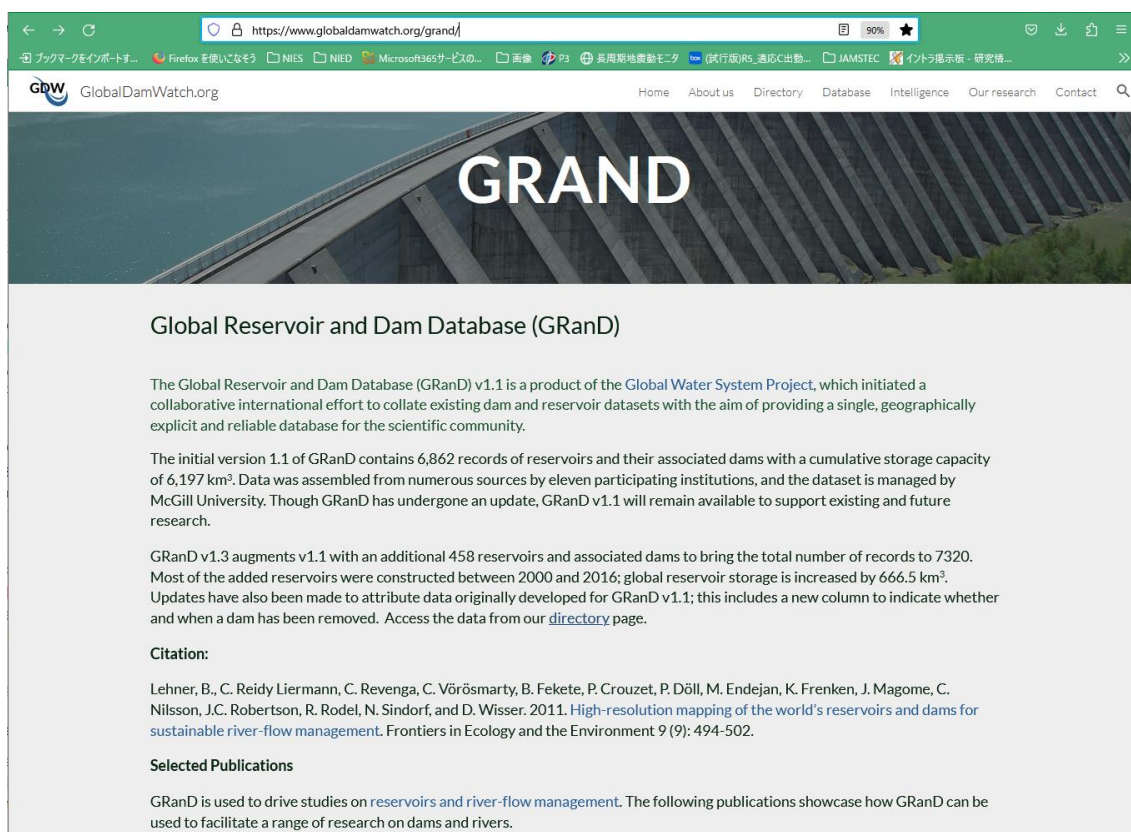 https://www.globaldamwatch.org/grand/
90%
ブックマークをインポートす... Firefox を使いこなそう NIES NIED Microsoft365サービスの... 画像 P3 長周期地震動モニタ (試行版)RS_適応C出勤... JAMSTEC イントラ掲示板 - 研究情...
GDW GlobalDamWatch.org Home About us Directory Database Intelligence Our research Contact
GRAND
Global Reservoir and Dam Database (GRanD)
The Global Reservoir and Dam Database (GRanD) v1.1 is a product of the Global Water System Project, which initiated a
collaborative international effort to collate existing dam and reservoir datasets with the aim of providing a single, geographically
explicit and reliable database for the scientific community.
The initial version 1.1 of GRanD contains 6,862 records of reservoirs and their associated dams with a cumulative storage capacity
of 6,197 km³. Data was assembled from numerous sources by eleven participating institutions, and the dataset is managed by
McGill University. Though GRanD has undergone an update, GRanD v1.1 will remain available to support existing and future
research.
GRanD v1.3 augments v1.1 with an additional 458 reservoirs and associated dams to bring the total number of records to 7320.
Most of the added reservoirs were constructed between 2000 and 2016; global reservoir storage is increased by 666.5 km³.
Updates have also been made to attribute data originally developed for GRanD v1.1; this includes a new column to indicate whether
and when a dam has been removed. Access the data from our directory page.
Citation:
Lehner, B., C. Reidy Liermann, C. Revenga, C. Vörösmarty, B. Fekete, P. Crouzet, P. Döll, M. Endejan, K. Frenken, J. Magome, C.
Nilsson, J.C. Robertson, R. Rodel, N. Sindorf, and D. Wisser. 2011. High-resolution mapping of the world's reservoirs and dams for
sustainable river-flow management. Frontiers in Ecology and the Environment 9 (9): 494-502.
Selected Publications
GRanD is used to drive studies on reservoirs and river-flow management. The following publications showcase how GRanD can be
used to facilitate a range of research on dams and rivers.